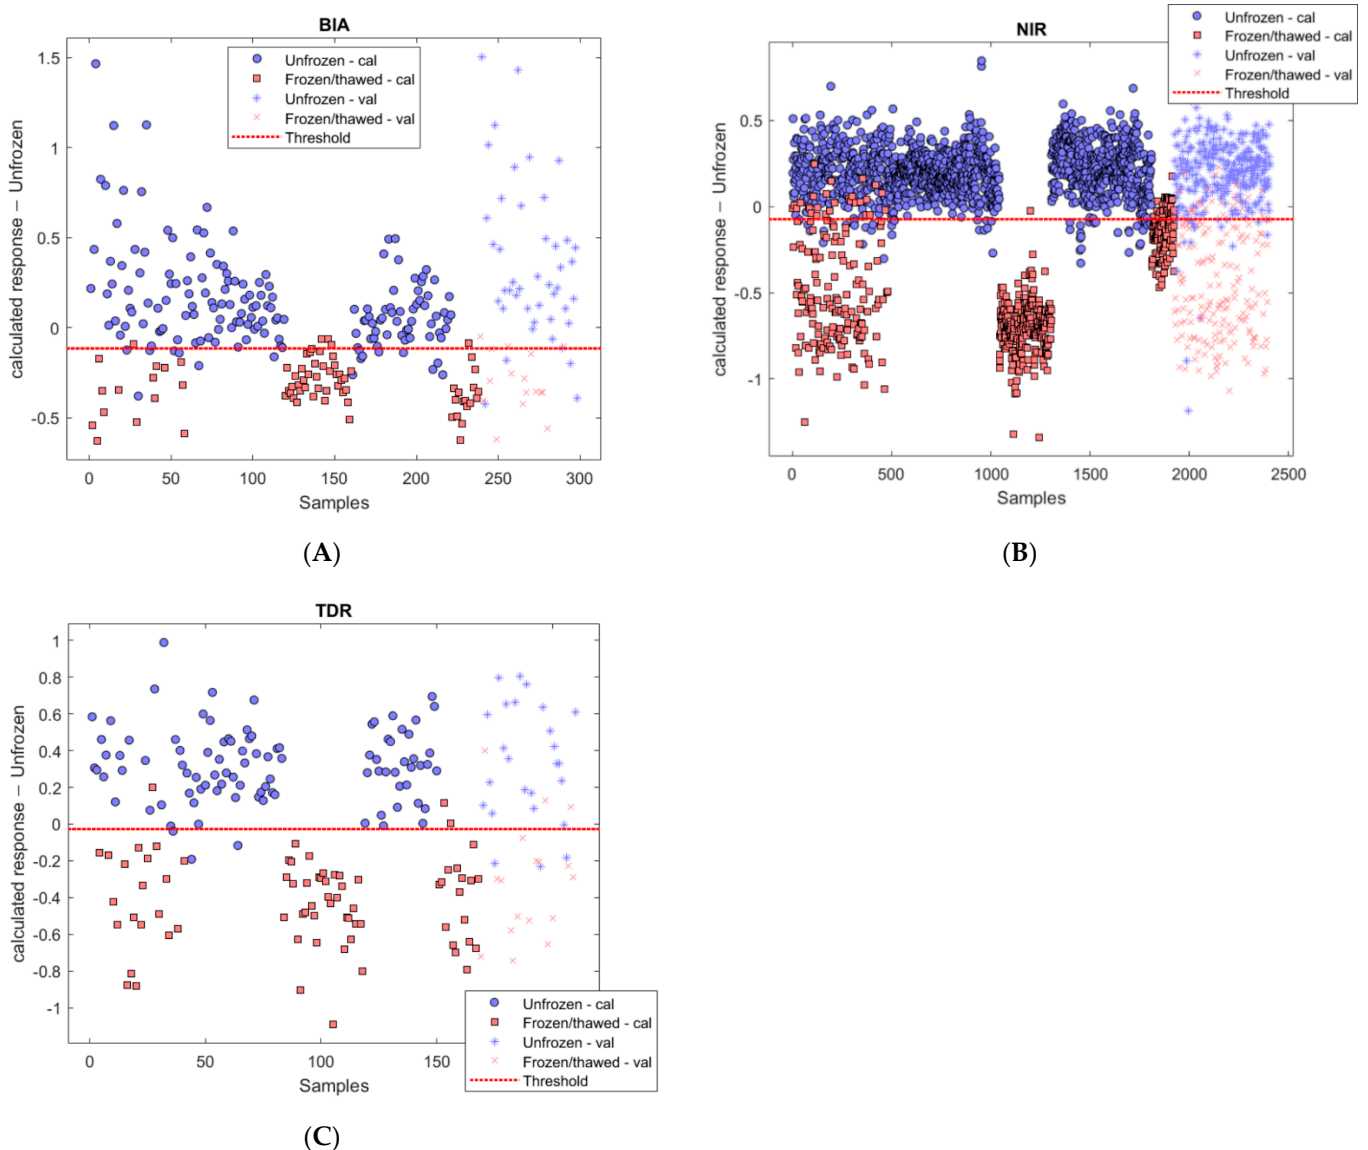 BIA
Unfrozen - cal
Frozen/thawed - cal
Unfrozen - val
Frozen/thawed - val
Threshold
calculated response – Unfrozen
1.5
1
0.5
0
-0.5
0 50 100 150 200 250 300
Samples
(A)
NIR
Unfrozen - cal
Frozen/thawed - cal
Unfrozen - val
Frozen/thawed - val
Threshold
calculated response – Unfrozen
0.5
0
-0.5
-1
0 500 1000 1500 2000 2500
Samples
(B)
TDR
calculated response – Unfrozen
1
0.8
0.6
0.4
0.2
0
-0.2
-0.4
-0.6
-0.8
-1
0 50 100 150
Samples
Unfrozen - cal
Frozen/thawed - cal
Unfrozen - val
Frozen/thawed - val
Threshold
(C)